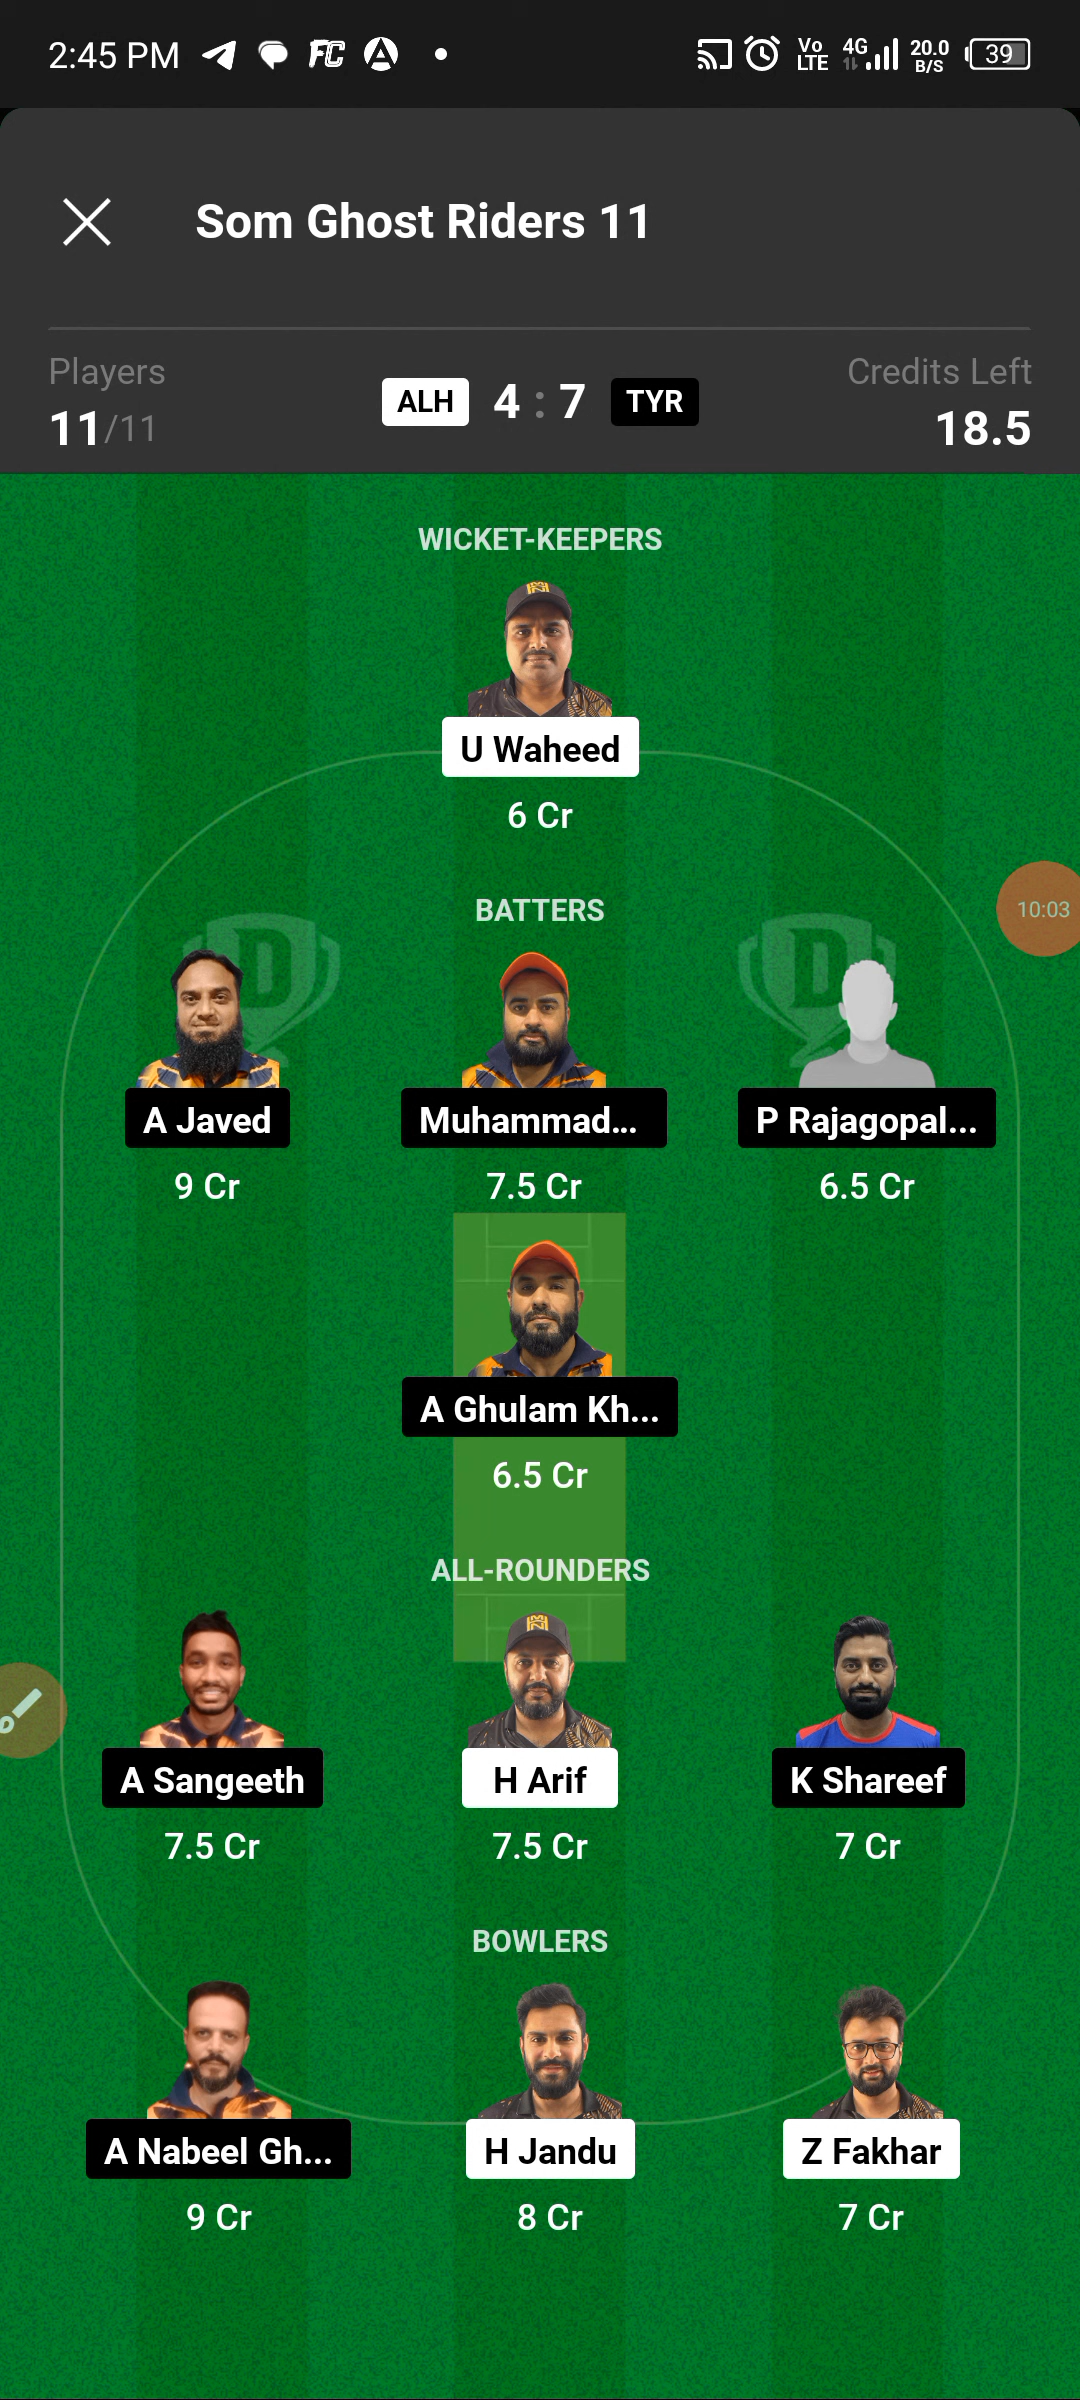 2:45 PM FC Vo LTE 4G 20.0 B/S 39
Som Ghost Riders 11
Players
11/11
ALH 4 : 7 TYR
Credits Left
18.5
WICKET-KEEPERS
U Waheed
6 Cr
10:03
BATTERS
D D
A Javed Muhammad... P Rajagopal...
9 Cr 7.5 Cr 6.5 Cr
A Ghulam Kh...
6.5 Cr
ALL-ROUNDERS
A Sangeeth H Arif K Shareef
7.5 Cr 7.5 Cr 7 Cr
BOWLERS
A Nabeel Gh... H Jandu Z Fakhar
9 Cr 8 Cr 7 Cr